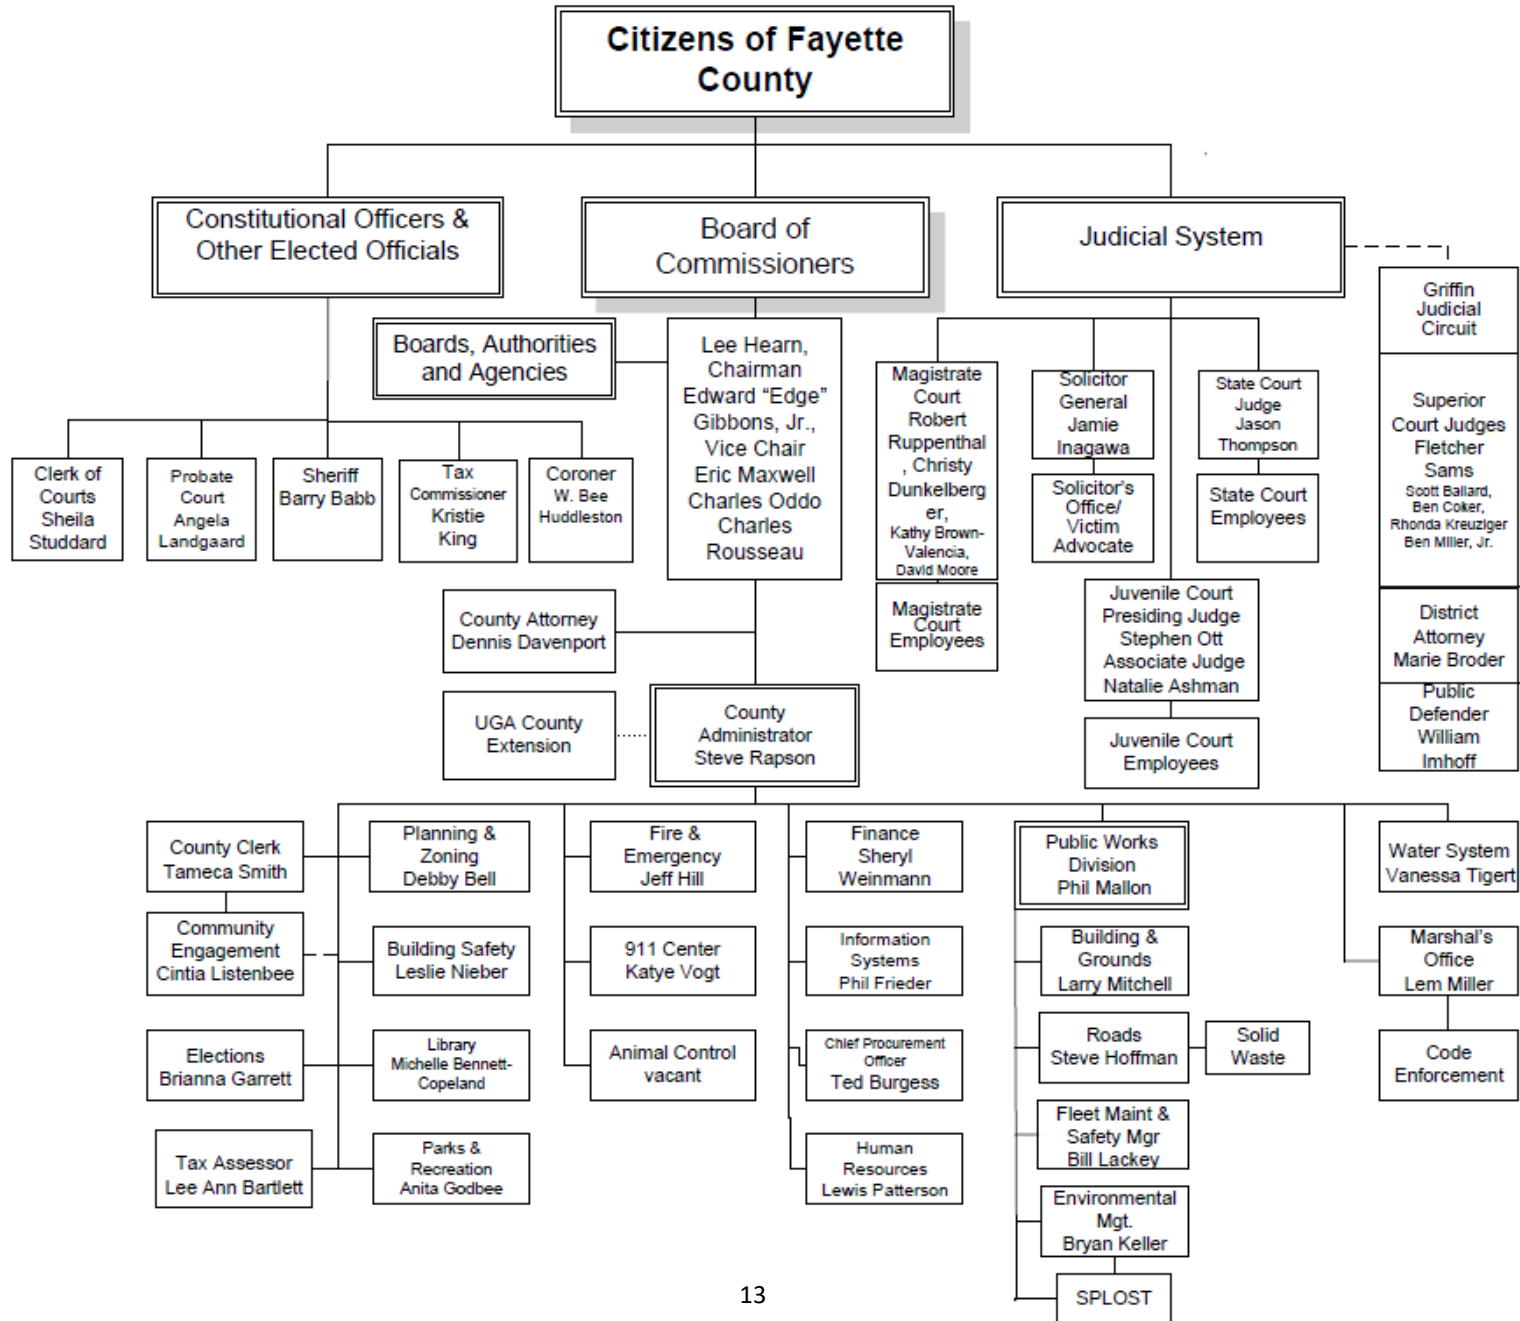 Citizens of Fayette
County
Constitutional Officers &
Other Elected Officials
Board of
Commissioners
Judicial System
Griffin
Judicial
Circuit
Boards, Authorities
and Agencies
Lee Hearn,
Chairman
Edward “Edge”
Gibbons, Jr.,
Vice Chair
Eric Maxwell
Charles Oddo
Charles
Rousseau
Magistrate
Court
Robert
Ruppenthal
, Christy
Dunkelberg
er,
Kathy Brown-
Valencia,
David Moore
Solicitor
General
Jamie
Inagawa
State Court
Judge
Jason
Thompson
Superior
Court Judges
Fletcher
Sams
Scott Ballard,
Ben Coker,
Rhonda Kreuziger
Ben Miller, Jr.
Clerk of
Courts
Sheila
Studdard
Probate
Court
Angela
Landgaard
Sheriff
Barry Babb
Tax
Commissioner
Kristie
King
Coroner
W. Bee
Huddleston
Solicitor's
Office/
Victim
Advocate
State Court
Employees
Magistrate
Court
Employees
Juvenile Court
Presiding Judge
Stephen Ott
Associate Judge
Natalie Ashman
District
Attorney
Marie Broder
County Attorney
Dennis Davenport
Public
Defender
William
Imhoff
UGA County
Extension
County
Administrator
Steve Rapson
Juvenile Court
Employees
County Clerk
Tameca Smith
Planning &
Zoning
Debby Bell
Fire &
Emergency
Jeff Hill
Finance
Sheryl
Weinmann
Public Works
Division
Phil Mallon
Water System
Vanessa Tigert
Community
Engagement
Cintia Listenbee
Building Safety
Leslie Nieber
911 Center
Katye Vogt
Information
Systems
Phil Frieder
Building &
Grounds
Larry Mitchell
Marshal's
Office
Lem Miller
Elections
Brianna Garrett
Library
Michelle Bennett-
Copeland
Animal Control
vacant
Chief Procurement
Officer
Ted Burgess
Roads
Steve Hoffman
Solid
Waste
Code
Enforcement
Tax Assessor
Lee Ann Bartlett
Parks &
Recreation
Anita Godbee
Human
Resources
Lewis Patterson
Fleet Maint &
Safety Mgr
Bill Lackey
Environmental
Mgt.
Bryan Keller
SPLOST
13